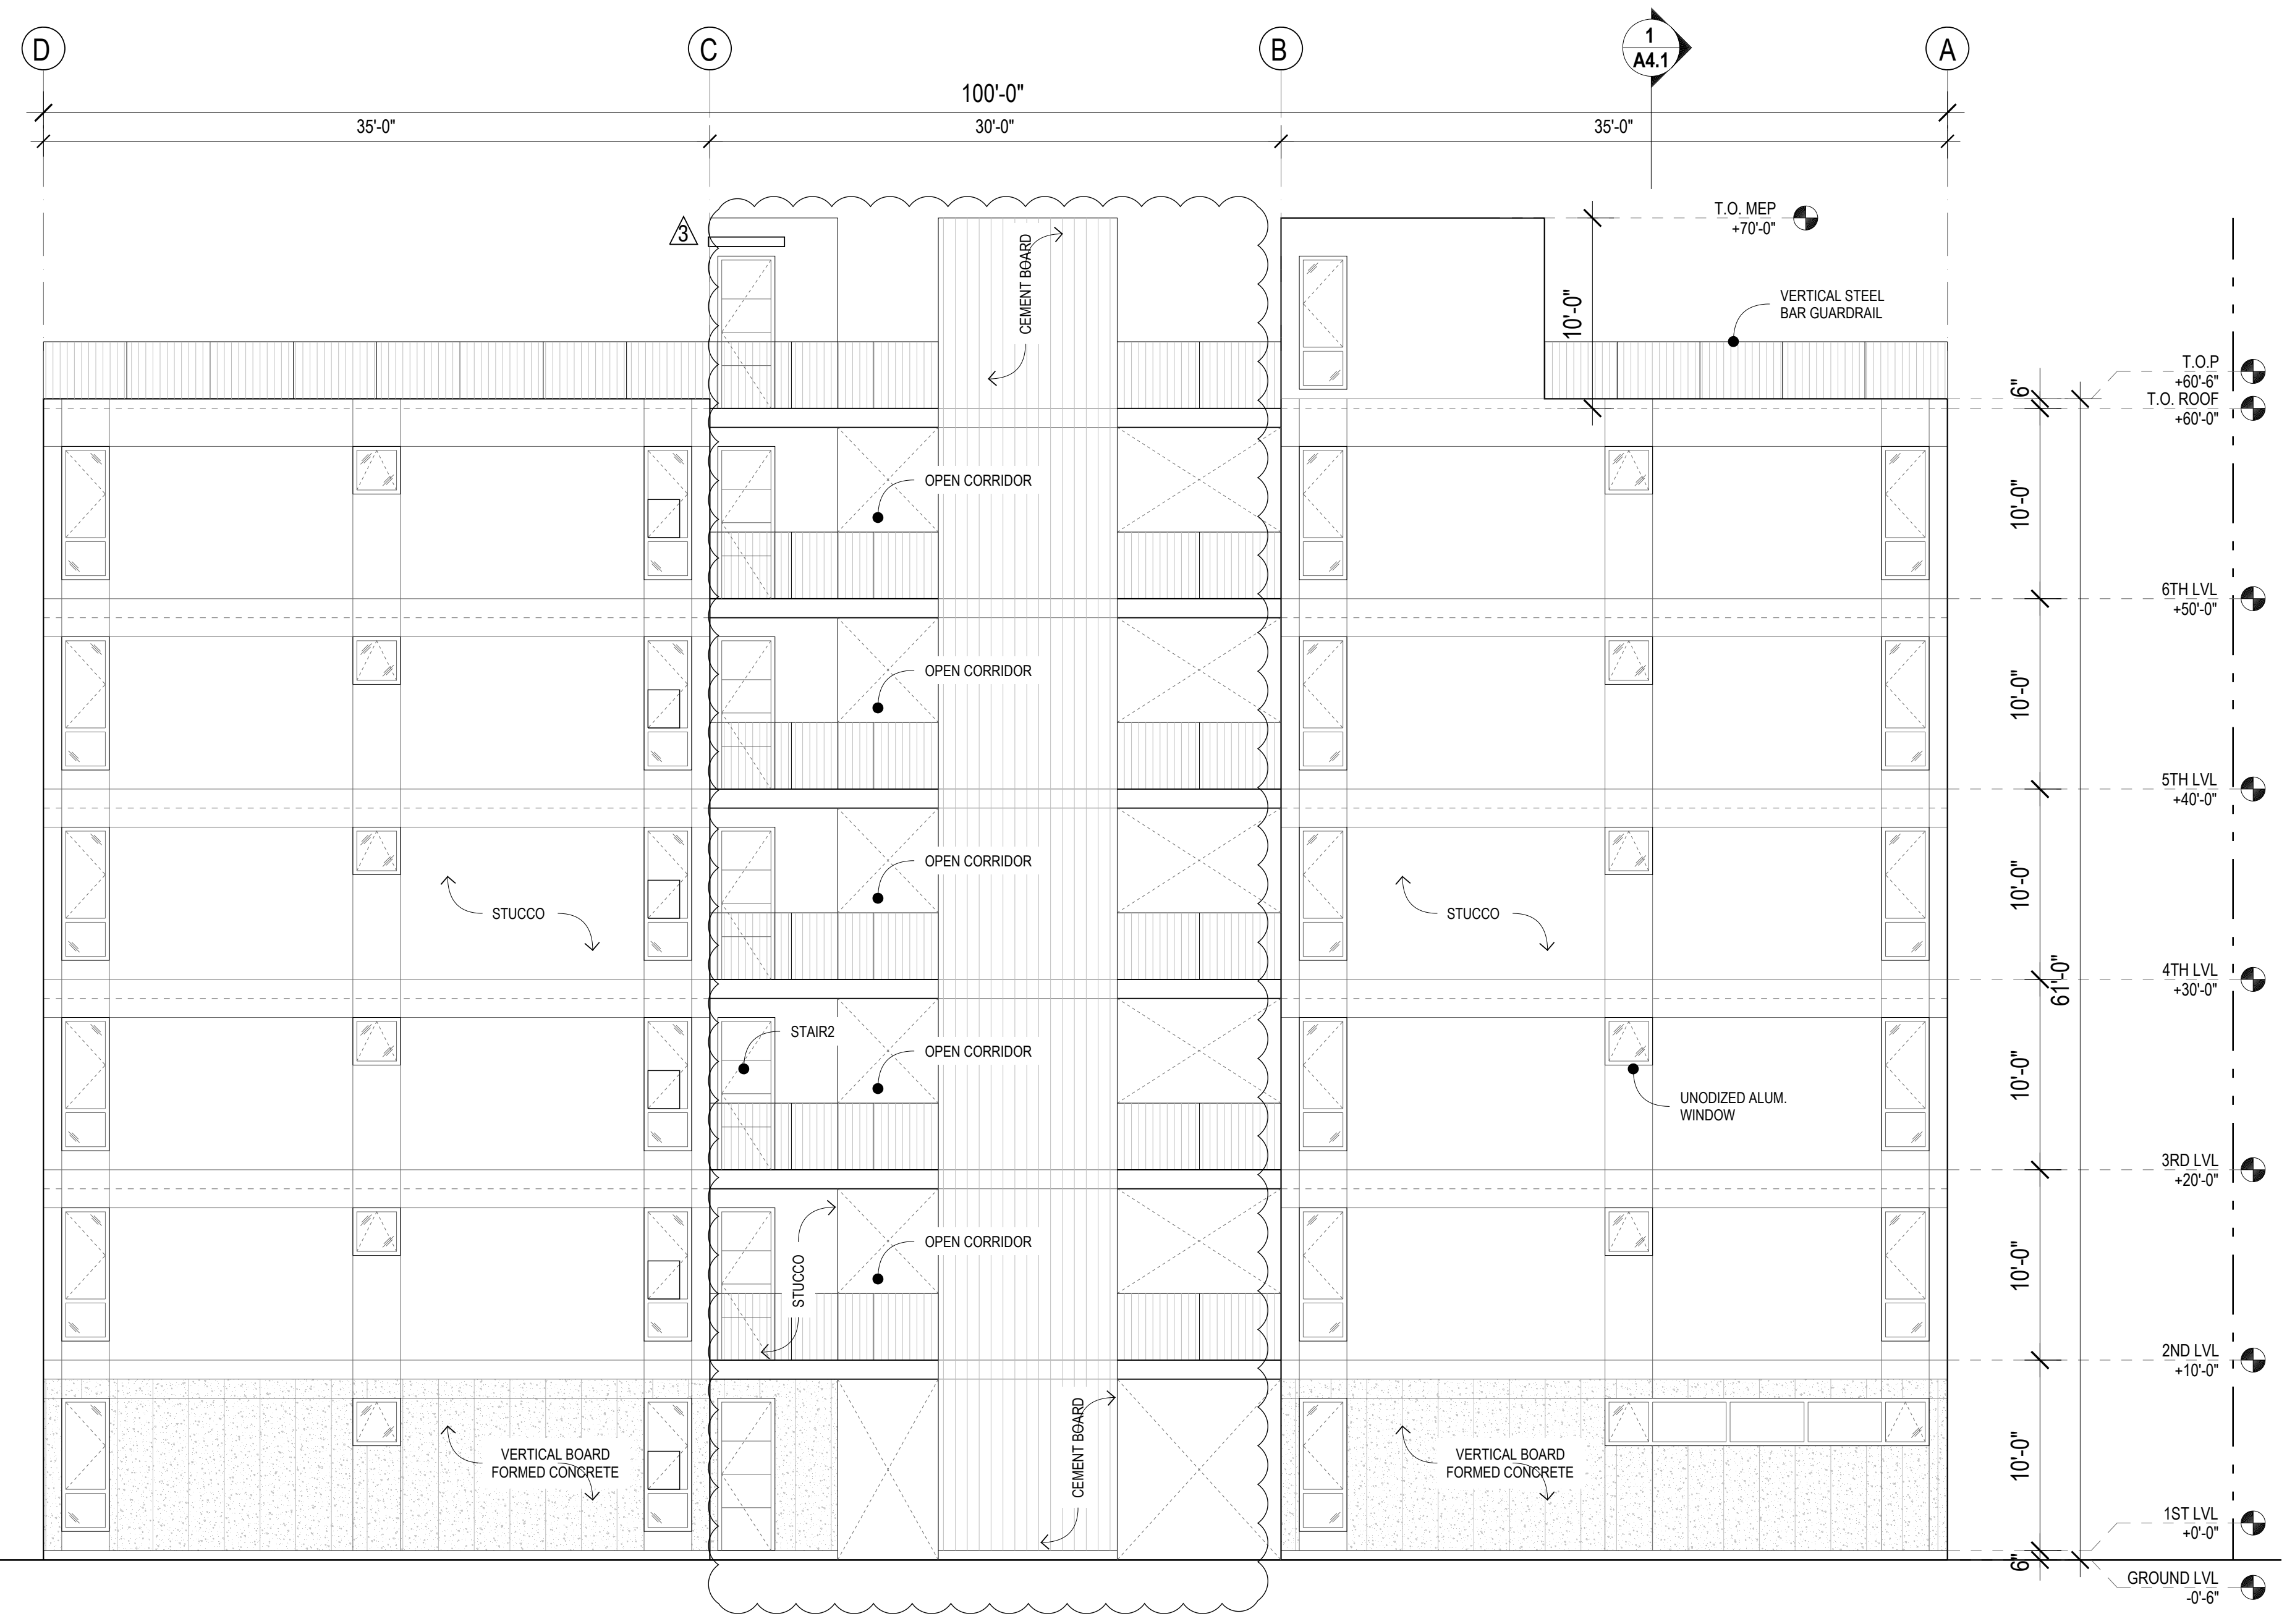 D
C
B
1
A4.1
A
100'-0"
35'-0"
30'-0"
35'-0"
3
CEMENT BOARD
T.O. MEP
+70'-0"
10'-0"
VERTICAL STEEL
BAR GUARDRAIL
T.O.P
+60'-6"
6"
T.O. ROOF
+60'-0"
OPEN CORRIDOR
10'-0"
6TH LVL
+50'-0"
OPEN CORRIDOR
10'-0"
5TH LVL
+40'-0"
OPEN CORRIDOR
10'-0"
STUCCO
STUCCO
4TH LVL
+30'-0"
61'-0"
STAIR2
OPEN CORRIDOR
10'-0"
UNODIZED ALUM.
WINDOW
3RD LVL
+20'-0"
STUCCO
OPEN CORRIDOR
10'-0"
2ND LVL
+10'-0"
VERTICAL BOARD
FORMED CONCRETE
CEMENT BOARD
VERTICAL BOARD
FORMED CONCRETE
10'-0"
1ST LVL
+0'-0"
6"
GROUND LVL
-0'-6"